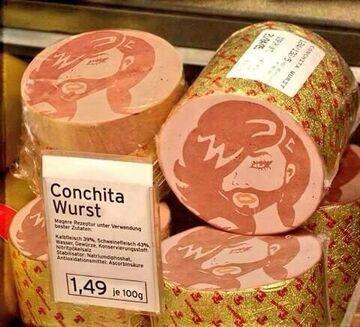 CONCHITA WURST
Conchita
Wurst
Magere Rezeptur unter Verwendung
bester Zutaten.
Kalbfleisch 39%, Schweinefleisch 43%,
Wasser, Gewürze, Konservierungsstoff:
Nitritpökelsalz
Stabilisator: Natriumdphosphat,
Antioxidationsmittel: Ascorbinsäure
1,49 je 100g